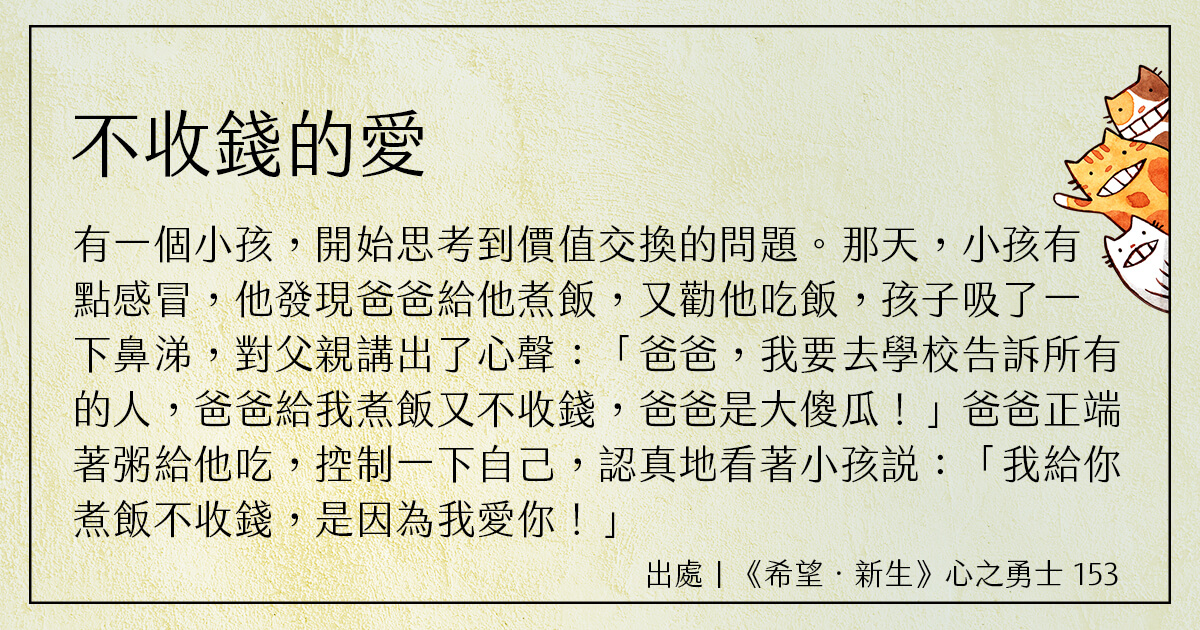 不收錢的愛
有一個小孩，開始思考到價值交換的問題。那天，小孩有
點感冒，他發現爸爸給他煮飯，又勸他吃飯，孩子吸了一
下鼻涕，對父親講出了心聲：「爸爸，我要去學校告訴所有
的人，爸爸給我煮飯又不收錢，爸爸是大傻瓜！」爸爸正端
著粥給他吃，控制一下自己，認真地看著小孩説：「我給你
煮飯不收錢，是因為我愛你！」
出處|《希望．新生》心之勇士 153